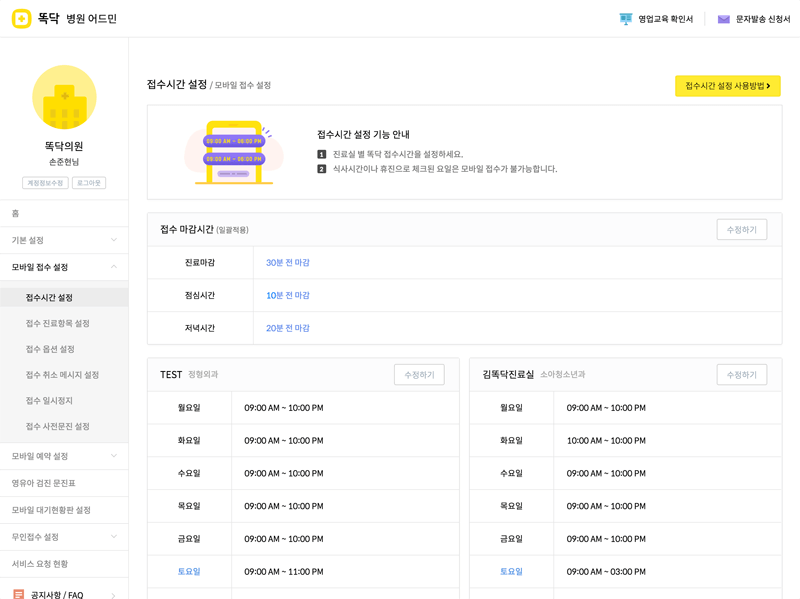 똑닥 병원 어드민
영업교육 확인서
문자발송 신청서
똑닥의원
손준현님
계정정보수정
로그아웃
홈
기본 설정
모바일 접수 설정
접수시간 설정
접수 진료항목 설정
접수 옵션 설정
접수 취소 메시지 설정
접수 일시정지
접수 사전문진 설정
모바일 예약 설정
영유아 검진 문진표
모바일 대기현황판 설정
무인접수 설정
서비스 요청 현황
공지사항 / FAQ
접수시간 설정 / 모바일 접수 설정
접수시간 설정 사용방법
08:00 AM ~ 06:00 PM
08:00 AM ~ 06:00 PM
접수시간 설정 기능 안내
1 진료실 별 똑닥 접수시간을 설정하세요.
2 식사시간이나 휴진으로 체크된 요일은 모바일 접수가 불가능합니다.
접수 마감시간 (일괄적용)
수정하기
진료마감 30분 전 마감
점심시간 10분 전 마감
저녁시간 20분 전 마감
TEST 정형외과
수정하기
월요일 09:00 AM ~ 10:00 PM
화요일 09:00 AM ~ 10:00 PM
수요일 09:00 AM ~ 10:00 PM
목요일 09:00 AM ~ 10:00 PM
금요일 09:00 AM ~ 10:00 PM
토요일 09:00 AM ~ 11:00 PM
김똑닥진료실 소아청소년과
수정하기
월요일 09:00 AM ~ 10:00 PM
화요일 10:00 AM ~ 10:00 PM
수요일 09:00 AM ~ 10:00 PM
목요일 09:00 AM ~ 10:00 PM
금요일 09:00 AM ~ 10:00 PM
토요일 09:00 AM ~ 03:00 PM